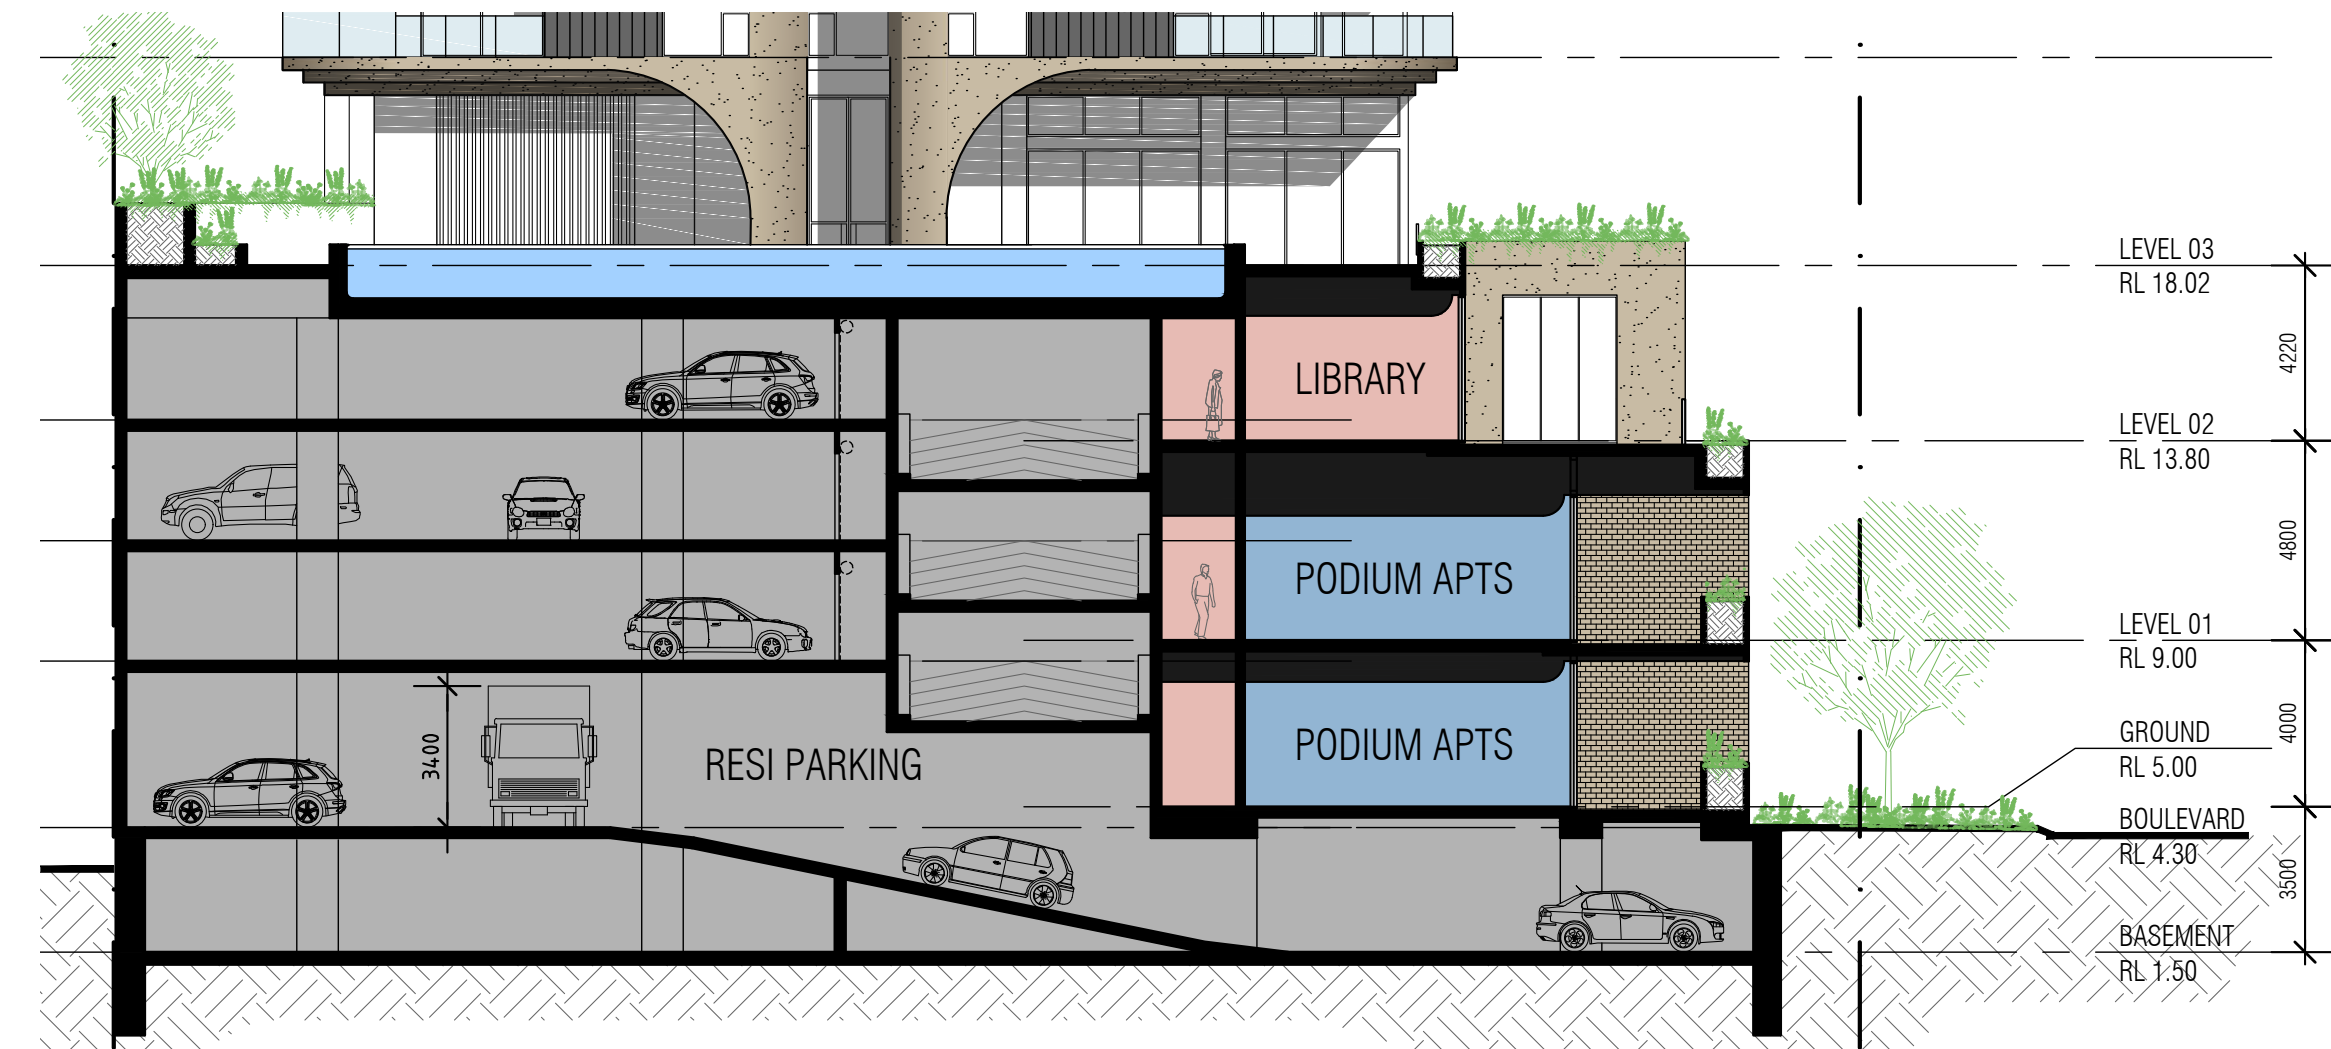 LEVEL 03
RL 18.02
4220
LIBRARY
LEVEL 02
RL 13.80
4800
PODIUM APTS
LEVEL 01
RL 9.00
4000
GROUND
RL 5.00
3400
RESI PARKING
PODIUM APTS
BOULEVARD
RL 4.30
3500
BASEMENT
RL 1.50